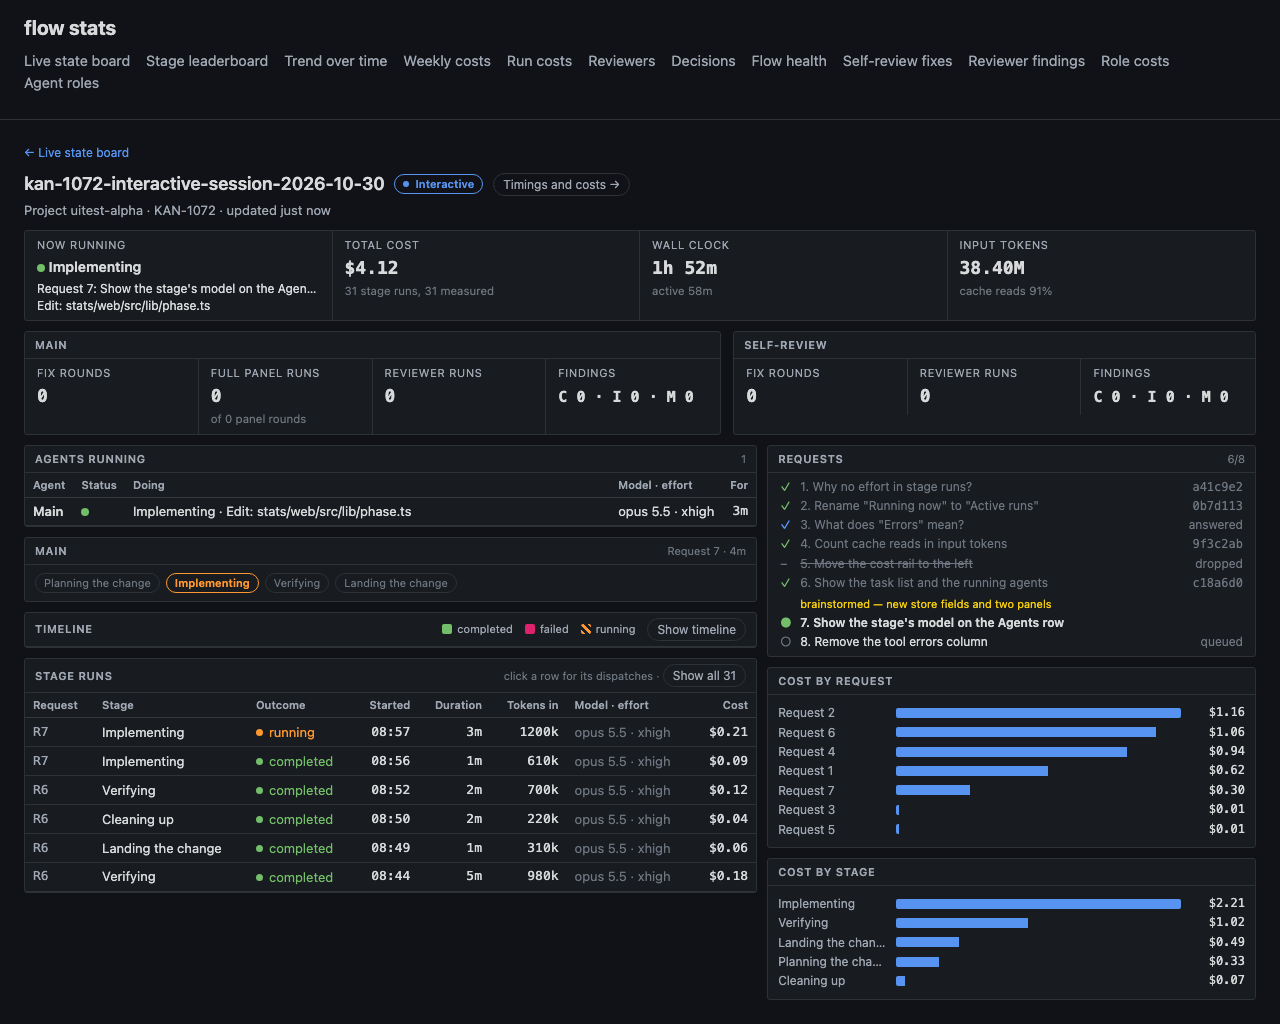 flow stats
Live state board Stage leaderboard Trend over time Weekly costs Run costs Reviewers Decisions Flow health Self-review fixes Reviewer findings Role costs
Agent roles
← Live state board
kan-1072-interactive-session-2026-10-30 Interactive Timings and costs →
Project uitest-alpha · KAN-1072 · updated just now
NOW RUNNING
Implementing
Request 7: Show the stage's model on the Agen...
Edit: stats/web/src/lib/phase.ts
TOTAL COST
$4.12
31 stage runs, 31 measured
WALL CLOCK
1h 52m
active 58m
INPUT TOKENS
38.40M
cache reads 91%
MAIN
FIX ROUNDS
0
FULL PANEL RUNS
0
of 0 panel rounds
REVIEWER RUNS
0
FINDINGS
C 0 · I 0 · M 0
SELF-REVIEW
FIX ROUNDS
0
REVIEWER RUNS
0
FINDINGS
C 0 · I 0 · M 0
AGENTS RUNNING 1
Agent Status Doing Model · effort For
Main Implementing · Edit: stats/web/src/lib/phase.ts opus 5.5 · xhigh 3m
MAIN Request 7 · 4m
Planning the change Implementing Verifying Landing the change
TIMELINE completed failed running Show timeline
STAGE RUNS click a row for its dispatches · Show all 31
Request Stage Outcome Started Duration Tokens in Model · effort Cost
R7 Implementing running 08:57 3m 1200k opus 5.5 · xhigh $0.21
R7 Implementing completed 08:56 1m 610k opus 5.5 · xhigh $0.09
R6 Verifying completed 08:52 2m 700k opus 5.5 · xhigh $0.12
R6 Cleaning up completed 08:50 2m 220k opus 5.5 · xhigh $0.04
R6 Landing the change completed 08:49 1m 310k opus 5.5 · xhigh $0.06
R6 Verifying completed 08:44 5m 980k opus 5.5 · xhigh $0.18
REQUESTS 6/8
✓ 1. Why no effort in stage runs? a41c9e2
✓ 2. Rename "Running now" to "Active runs" 0b7d113
✓ 3. What does "Errors" mean? answered
✓ 4. Count cache reads in input tokens 9f3c2ab
– 5. Move the cost rail to the left dropped
✓ 6. Show the task list and the running agents c18a6d0
brainstormed — new store fields and two panels
7. Show the stage's model on the Agents row
8. Remove the tool errors column queued
COST BY REQUEST
Request 2 $1.16
Request 6 $1.06
Request 4 $0.94
Request 1 $0.62
Request 7 $0.30
Request 3 $0.01
Request 5 $0.01
COST BY STAGE
Implementing $2.21
Verifying $1.02
Landing the chan... $0.49
Planning the cha... $0.33
Cleaning up $0.07